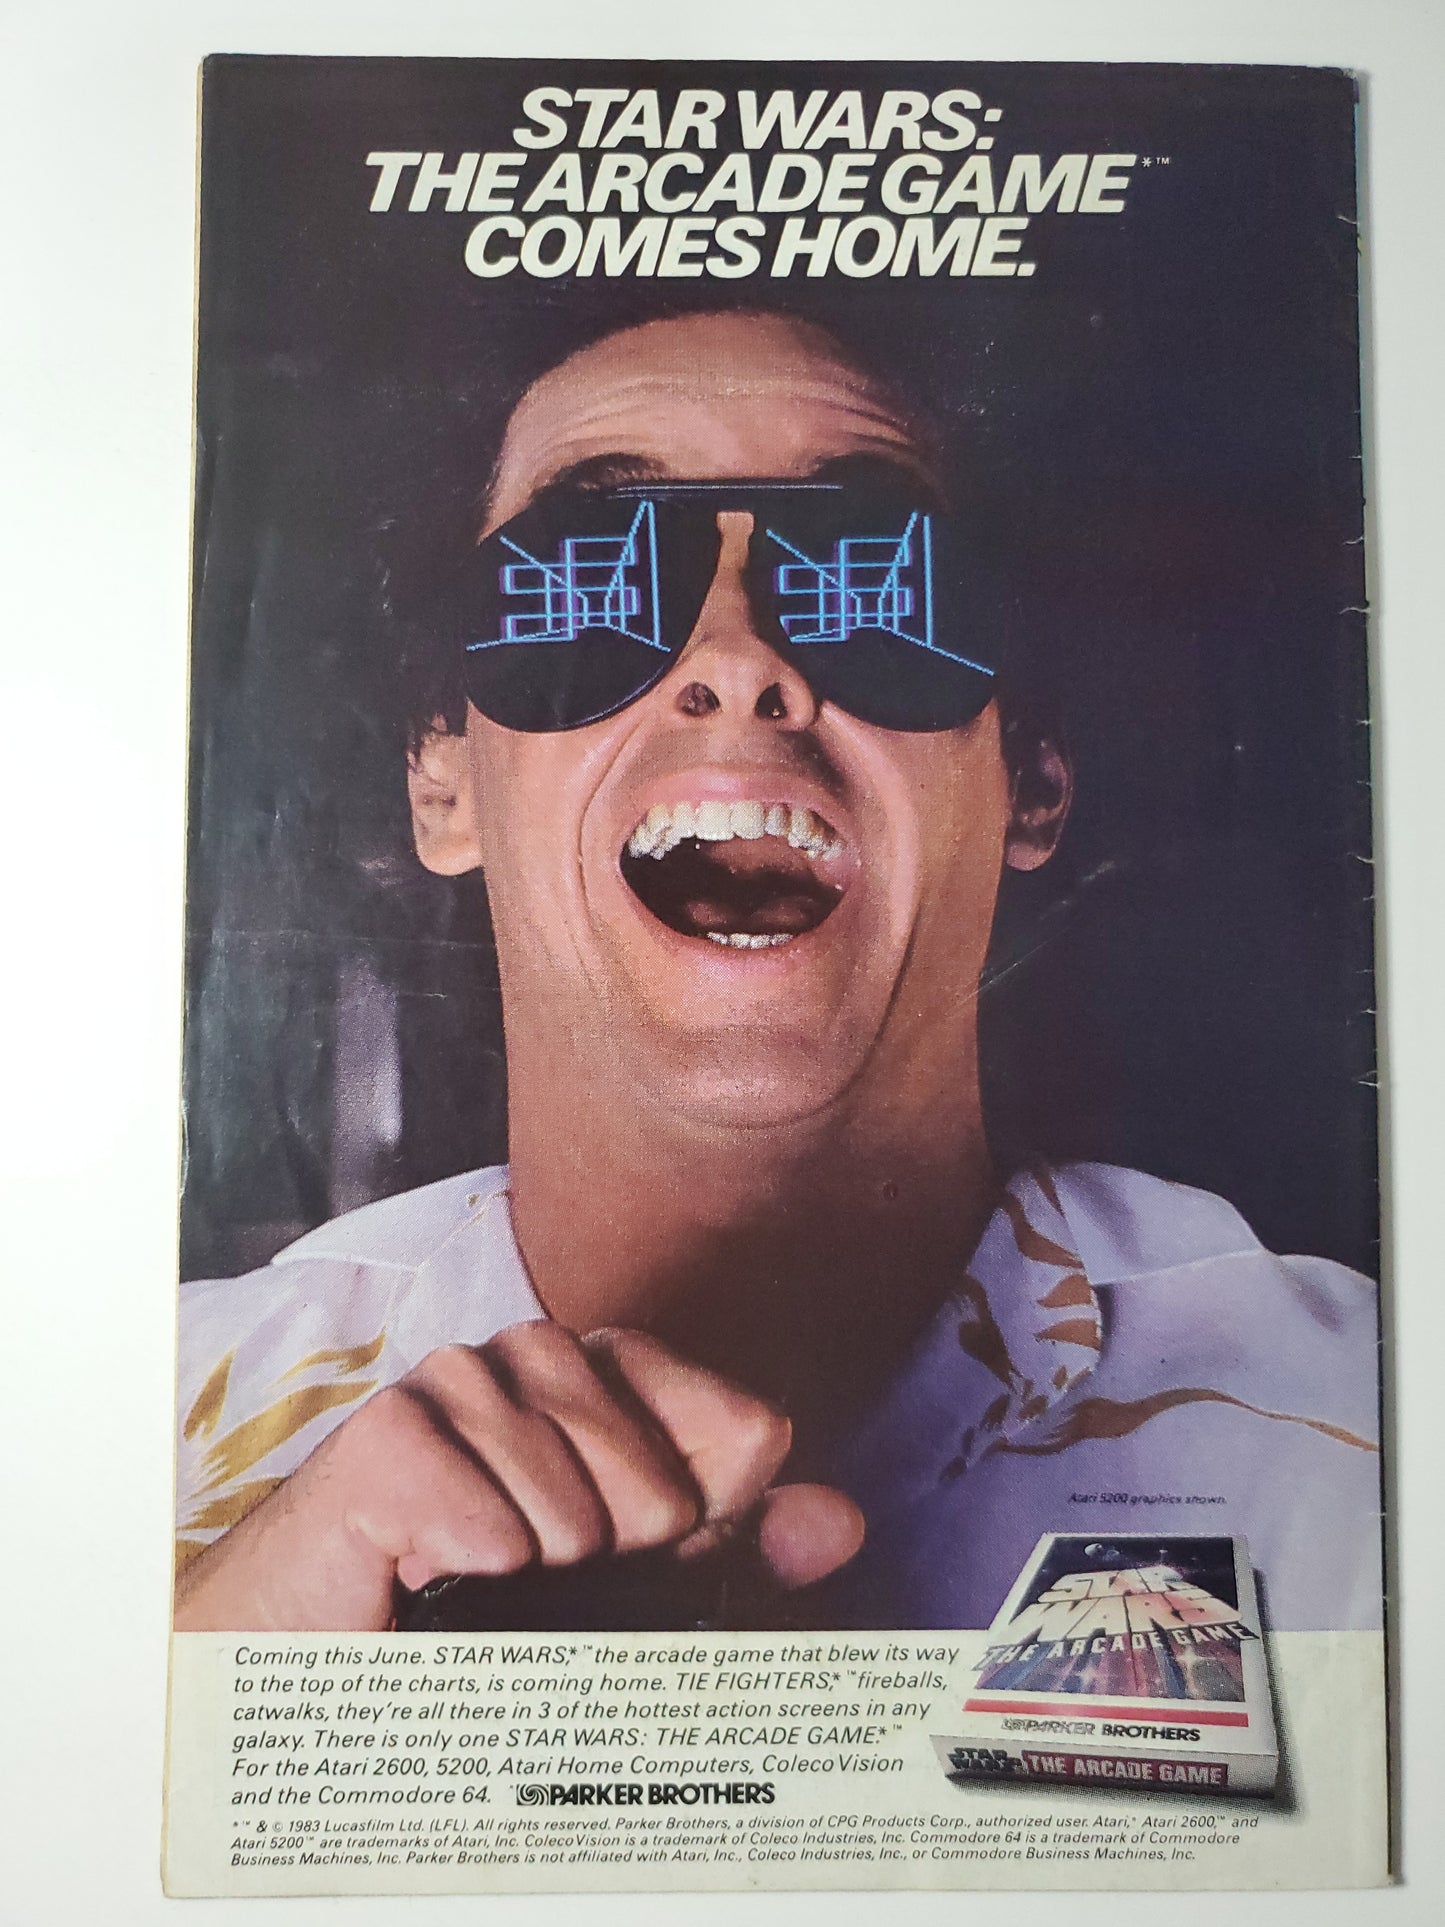 STAR WARS:
THE ARCADE GAME*™
COMES HOME.
Atari 5200 graphics shown.
STAR
WARS
THE ARCADE GAME
PARKER BROTHERS
STAR
WARS THE ARCADE GAME
Coming this June. STAR WARS,*™ the arcade game that blew its way
to the top of the charts, is coming home. TIE FIGHTERS,*™ fireballs,
catwalks, they're all there in 3 of the hottest action screens in any
galaxy. There is only one STAR WARS: THE ARCADE GAME.*™
For the Atari 2600, 5200, Atari Home Computers, ColecoVision
and the Commodore 64. PARKER BROTHERS
*™ & © 1983 Lucasfilm Ltd. (LFL). All rights reserved. Parker Brothers, a division of CPG Products Corp., authorized user. Atari,® Atari 2600,™ and
Atari 5200™ are trademarks of Atari, Inc. ColecoVision is a trademark of Coleco Industries, Inc. Commodore 64 is a trademark of Commodore
Business Machines, Inc. Parker Brothers is not affiliated with Atari, Inc., Coleco Industries, Inc., or Commodore Business Machines, Inc.